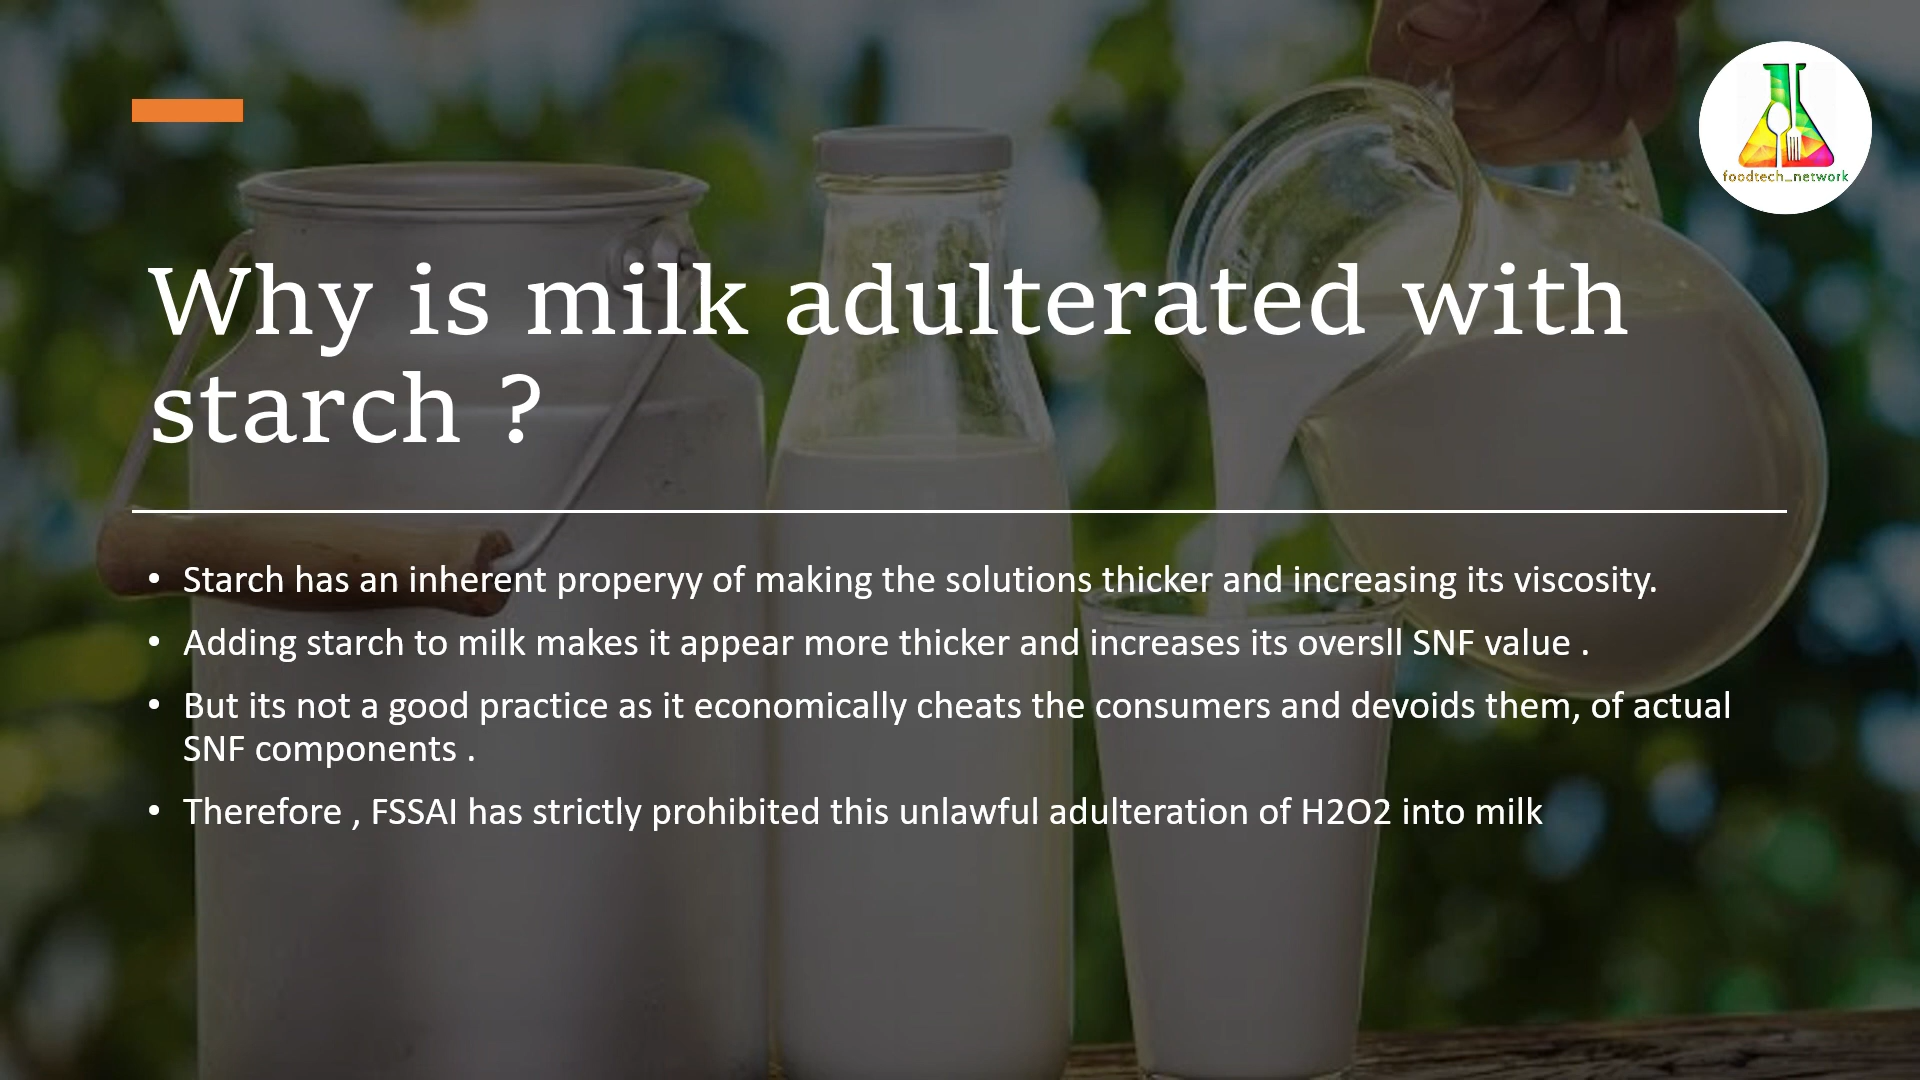 foodtech_network
Why is milk adulterated with
starch ?
• Starch has an inherent properyy of making the solutions thicker and increasing its viscosity.
• Adding starch to milk makes it appear more thicker and increases its oversll SNF value .
• But its not a good practice as it economically cheats the consumers and devoids them, of actual
SNF components .
• Therefore , FSSAI has strictly prohibited this unlawful adulteration of H2O2 into milk